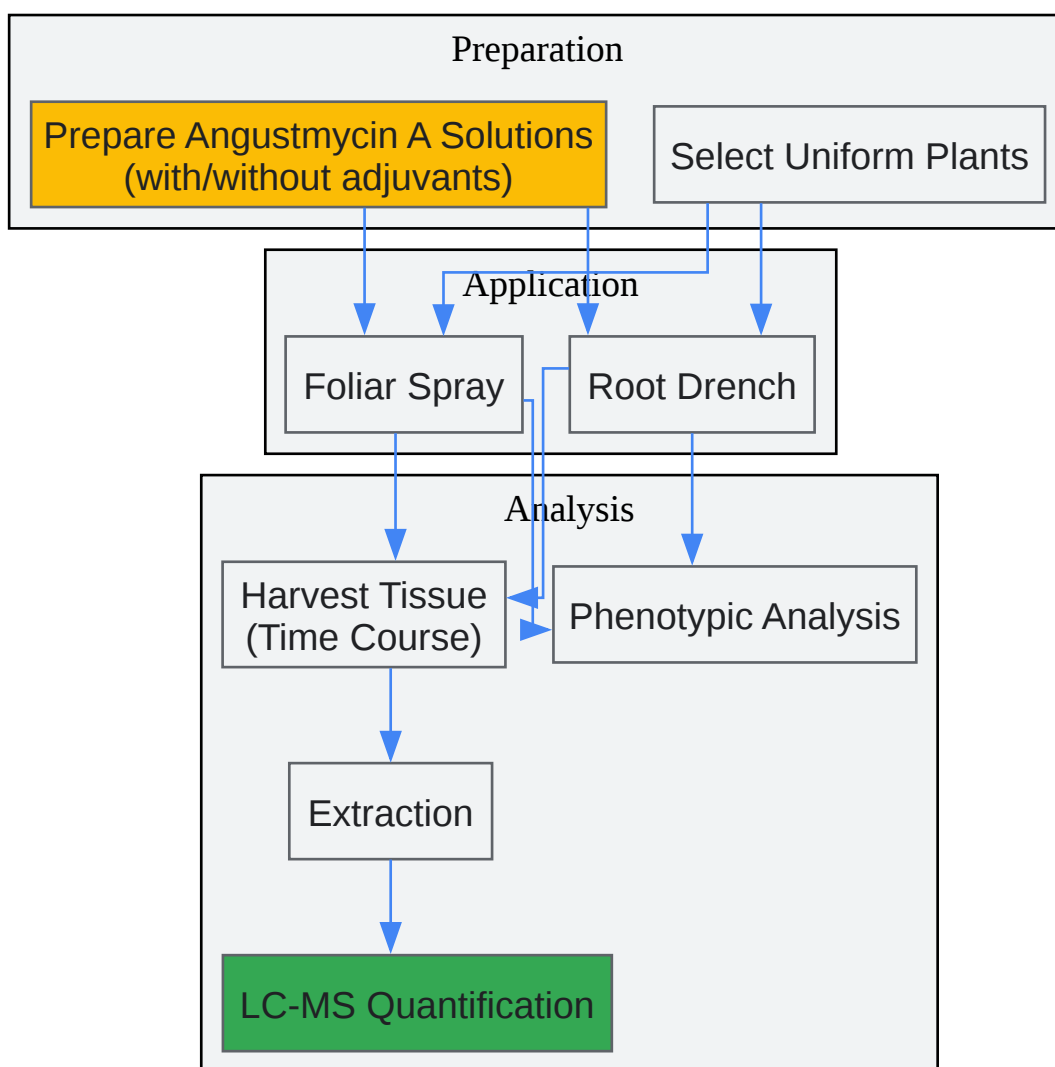 Preparation
Prepare Angustmycin A Solutions
(with/without adjuvants)
Select Uniform Plants
Application
Foliar Spray
Root Drench
Analysis
Harvest Tissue
(Time Course)
Phenotypic Analysis
Extraction
LC-MS Quantification